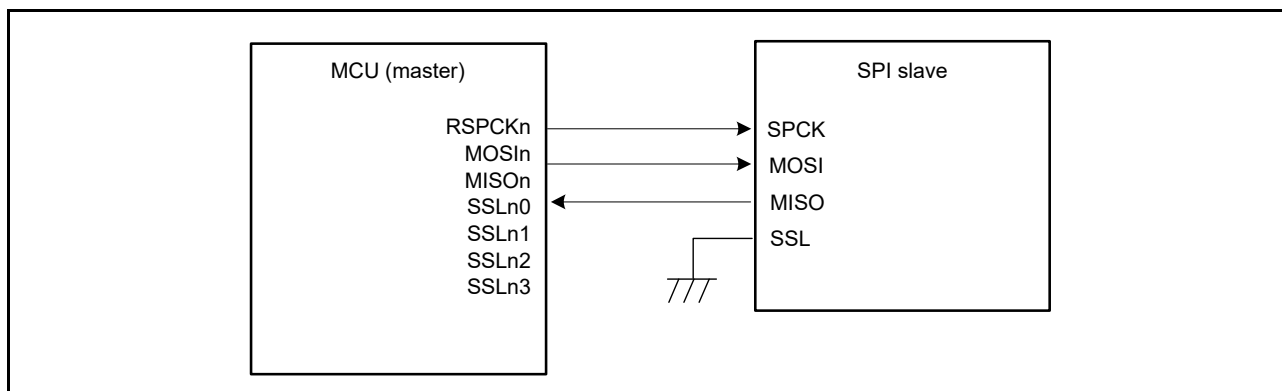 MCU (master)
RSPCKn
MOSIn
MISOn
SSLn0
SSLn1
SSLn2
SSLn3
SPI slave
SPCK
MOSI
MISO
SSL